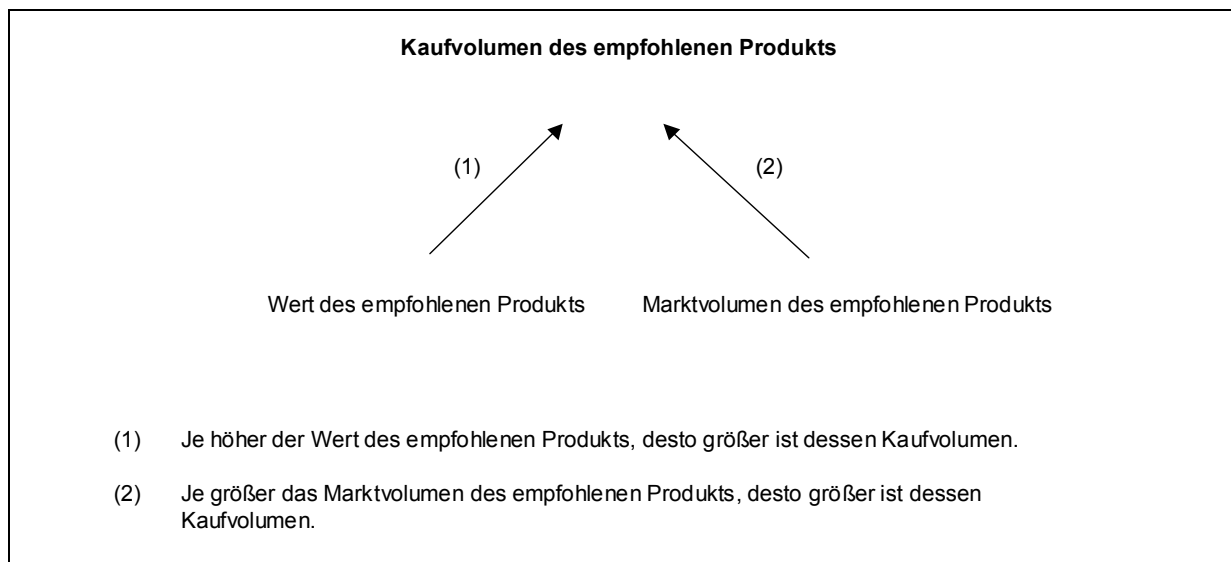 Kaufvolumen des empfohlenen Produkts
(1)
(2)
Wert des empfohlenen Produkts
Marktvolumen des empfohlenen Produkts
(1) Je höher der Wert des empfohlenen Produkts, desto größer ist dessen Kaufvolumen.
(2) Je größer das Marktvolumen des empfohlenen Produkts, desto größer ist dessen
Kaufvolumen.